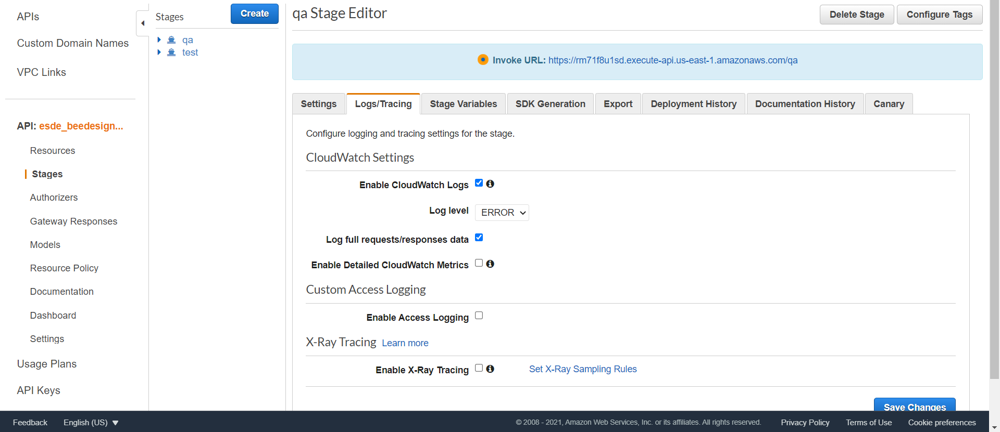 APIs
Custom Domain Names
VPC Links
API: esde_beedesign...
Resources
Stages
Authorizers
Gateway Responses
Models
Resource Policy
Documentation
Dashboard
Settings
Usage Plans
API Keys
Stages
Create
qa
test
qa Stage Editor
Delete Stage
Configure Tags
Invoke URL: https://rm71f8u1sd.execute-api.us-east-1.amazonaws.com/qa
Settings
Logs/Tracing
Stage Variables
SDK Generation
Export
Deployment History
Documentation History
Canary
Configure logging and tracing settings for the stage.
CloudWatch Settings
Enable CloudWatch Logs
Log level
ERROR
Log full requests/responses data
Enable Detailed CloudWatch Metrics
Custom Access Logging
Enable Access Logging
X-Ray Tracing Learn more
Enable X-Ray Tracing
Set X-Ray Sampling Rules
Save Changes
Feedback
English (US)
© 2008 - 2021, Amazon Web Services, Inc. or its affiliates. All rights reserved.
Privacy Policy
Terms of Use
Cookie preferences